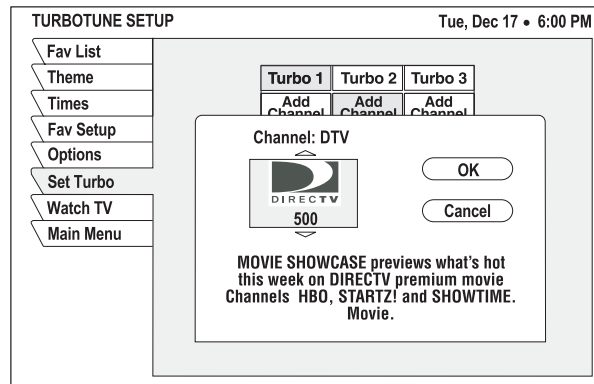 TURBOTUNE SETUP
Tue, Dec 17 • 6:00 PM
Fav List
Theme
Times
Fav Setup
Options
Set Turbo
Watch TV
Main Menu
Turbo 1 Turbo 2 Turbo 3
Add Add Add
Channel Channel Channel
Channel: DTV
DIRECTV
500
OK
Cancel
MOVIE SHOWCASE previews what's hot
this week on DIRECTV premium movie
Channels HBO, STARTZ! and SHOWTIME.
Movie.